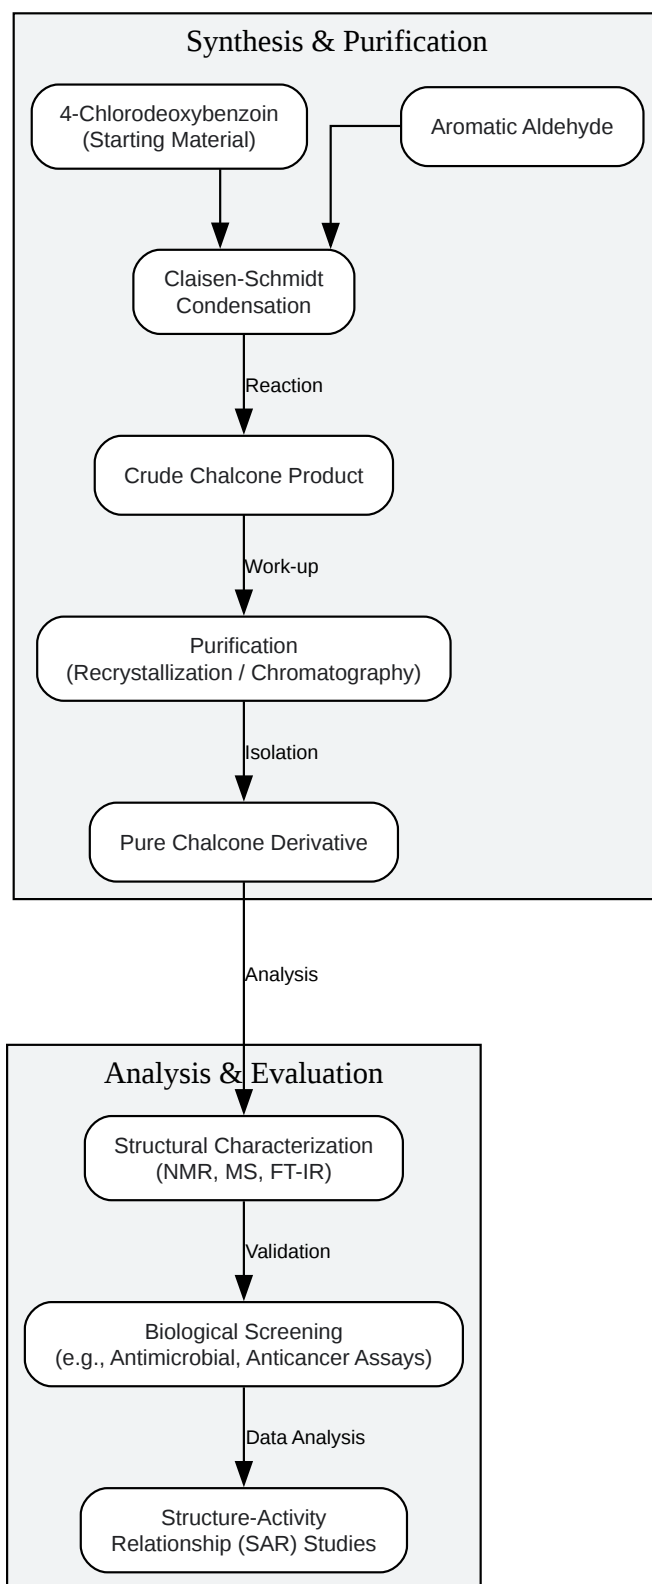 Synthesis & Purification
4-Chlorodeoxybenzoin
(Starting Material)
Aromatic Aldehyde
Claisen-Schmidt
Condensation
Reaction
Crude Chalcone Product
Work-up
Purification
(Recrystallization / Chromatography)
Isolation
Pure Chalcone Derivative
Analysis
Analysis & Evaluation
Structural Characterization
(NMR, MS, FT-IR)
Validation
Biological Screening
(e.g., Antimicrobial, Anticancer Assays)
Data Analysis
Structure-Activity
Relationship (SAR) Studies